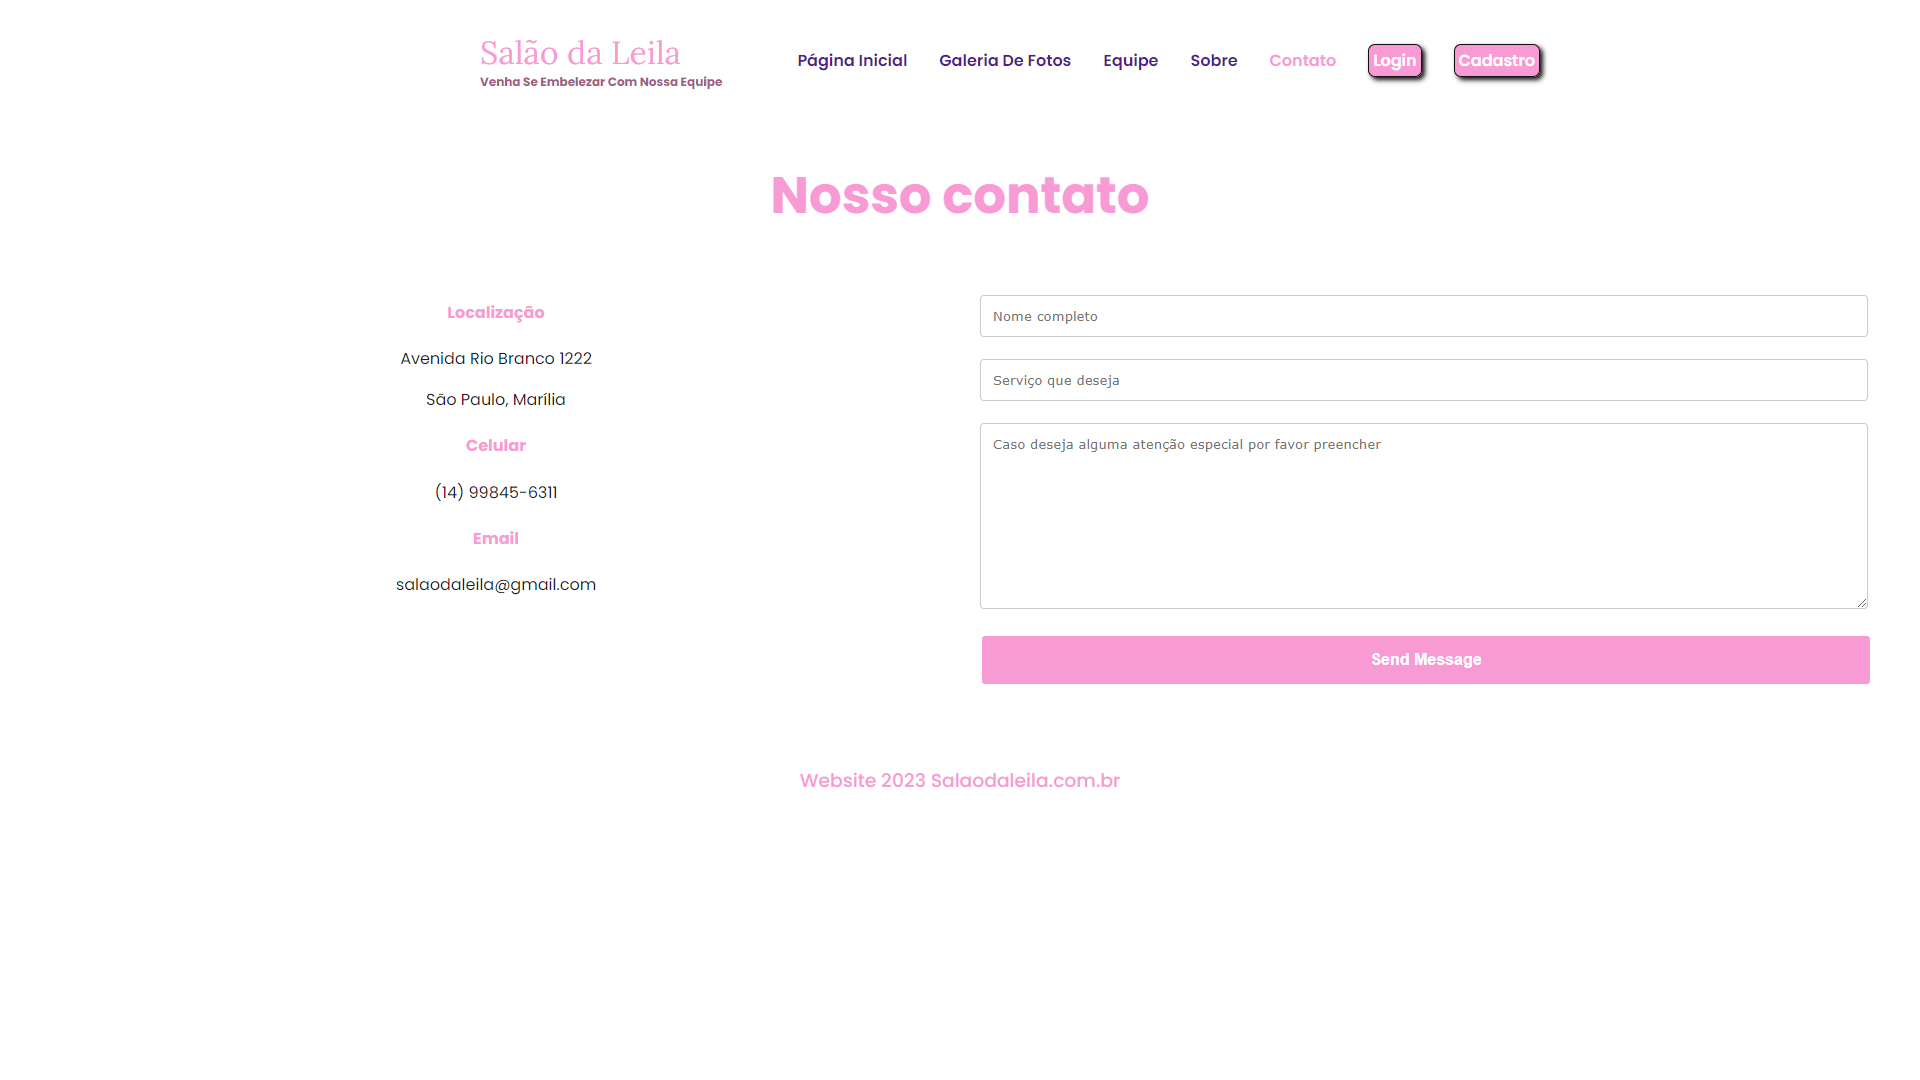 Salão da Leila
Venha Se Embelezar Com Nossa Equipe
Página Inicial
Galeria De Fotos
Equipe
Sobre
Contato
Login
Cadastro
Nosso contato
Localização
Avenida Rio Branco 1222
São Paulo, Marília
Celular
(14) 99845-6311
Email
salaodaleila@gmail.com
Nome completo
Serviço que deseja
Caso deseja alguma atenção especial por favor preencher
Send Message
Website 2023 Salaodaleila.com.br